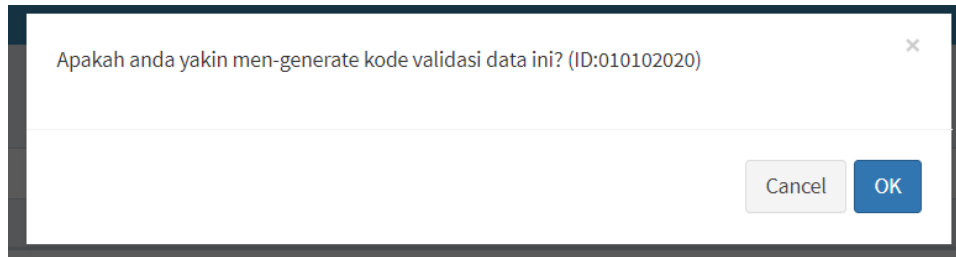 Apakah anda yakin men-generate kode validasi data ini? (ID:010102020)
×
Cancel
OK